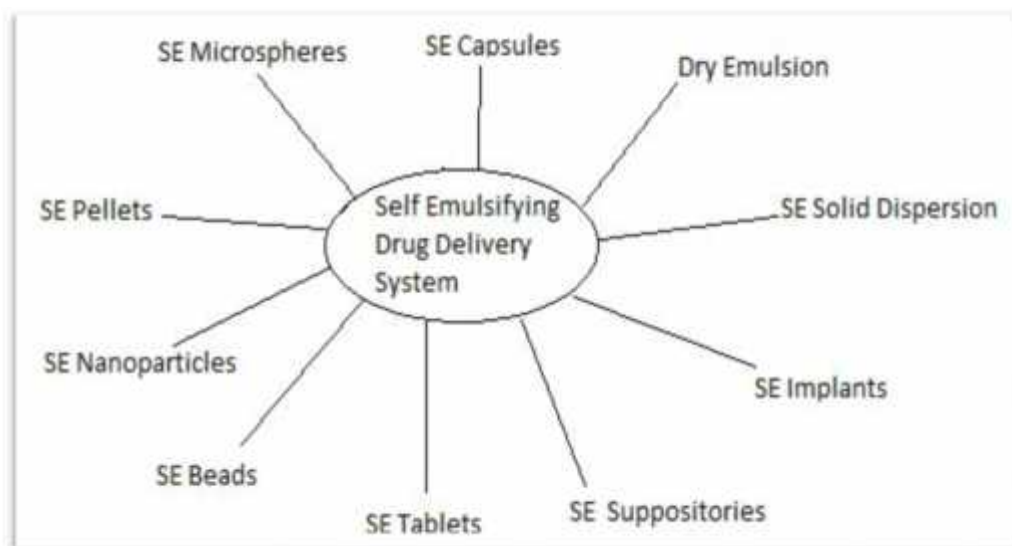 SE Microspheres
SE Capsules
Dry Emulsion
SE Pellets
Self Emulsifying
Drug Delivery
System
SE Solid Dispersion
SE Nanoparticles
SE Implants
SE Beads
SE Tablets
SE Suppositories